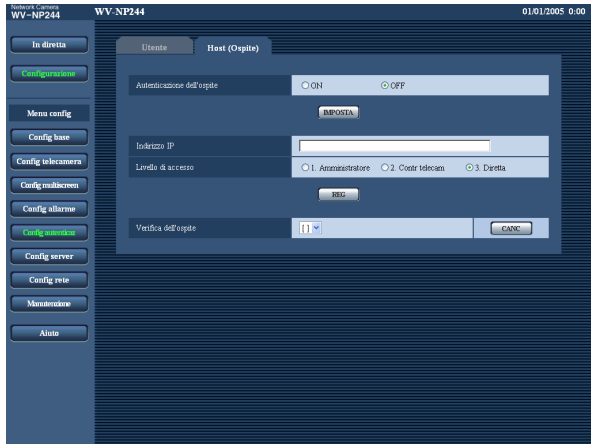 Network Camera
WV-NP244
WV-NP244
01/01/2005 0:00
In diretta
Configurazione
Menu config
Config base
Config telecamera
Config multiscreen
Config allarme
Config autenticaz
Config server
Config rete
Manutenzione
Aiuto
Utente
Host (Ospite)
Autenticazione dell'ospite
ON
OFF
IMPOSTA
Indirizzo IP
Livello di accesso
1. Amministratore
2. Contr telecam
3. Diretta
REG
Verifica dell'ospite
[ ]
CANC